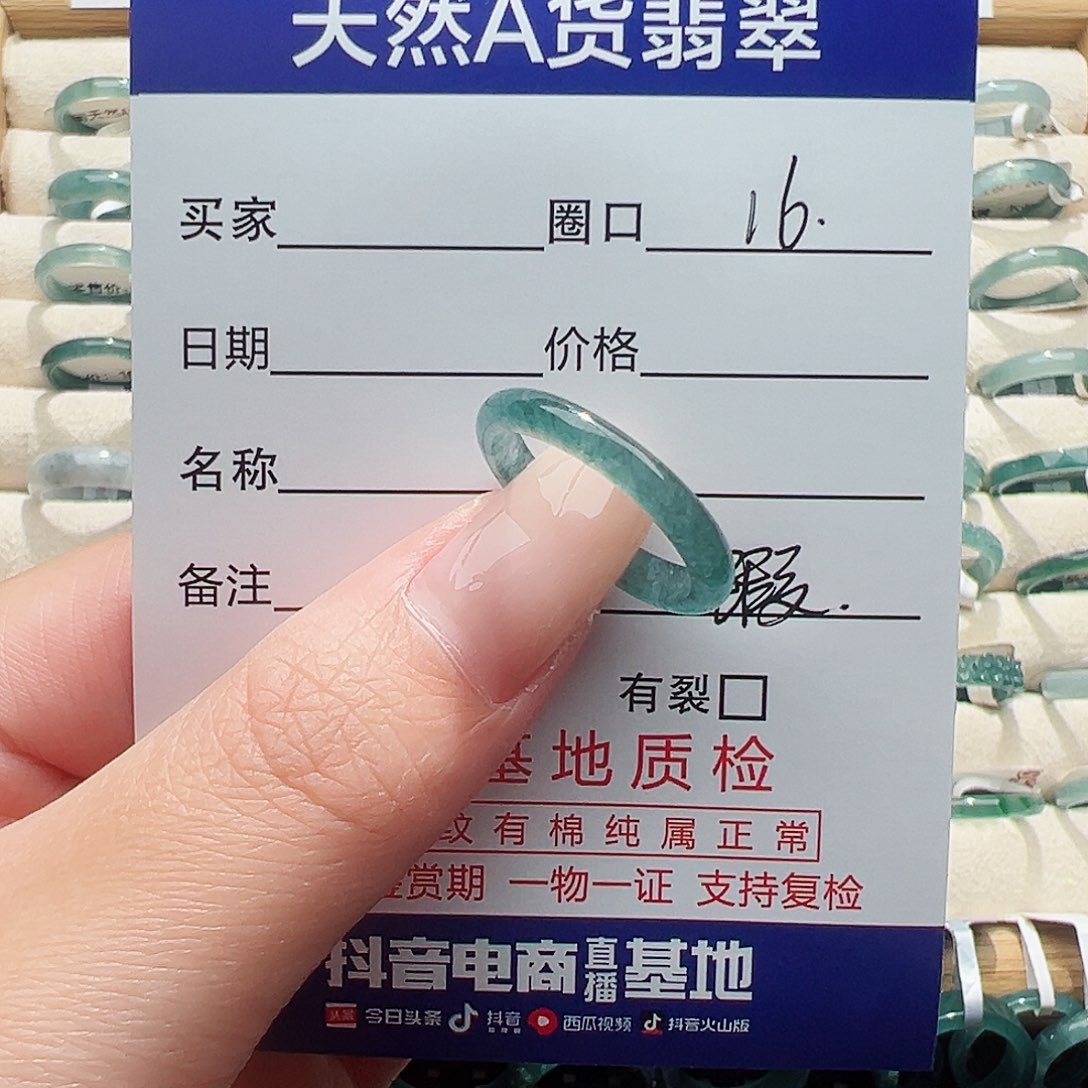 天然A货翡翠
买家 圈口 16.
日期 价格
名称
备注 瑕.
有裂□
基地质检
纹有棉纯属正常
鉴赏期 一物一证 支持复检
抖音电商直播基地
今日头条 抖音 西瓜视频 抖音火山版